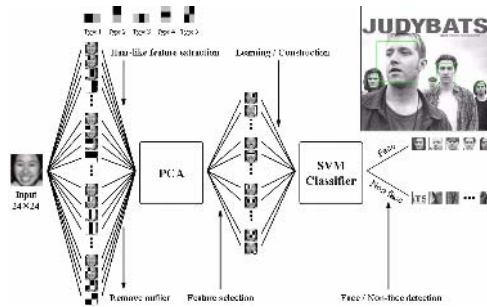 JUDYBATS
Type 1 Type 2 Type 3 Type 4 Type 5
Haar-like feature extraction
Learning / Construction
Input
24×24
PCA
SVM
Classifier
Face
Non-face
Remove outlier
Feature selection
Face / Non-face detection